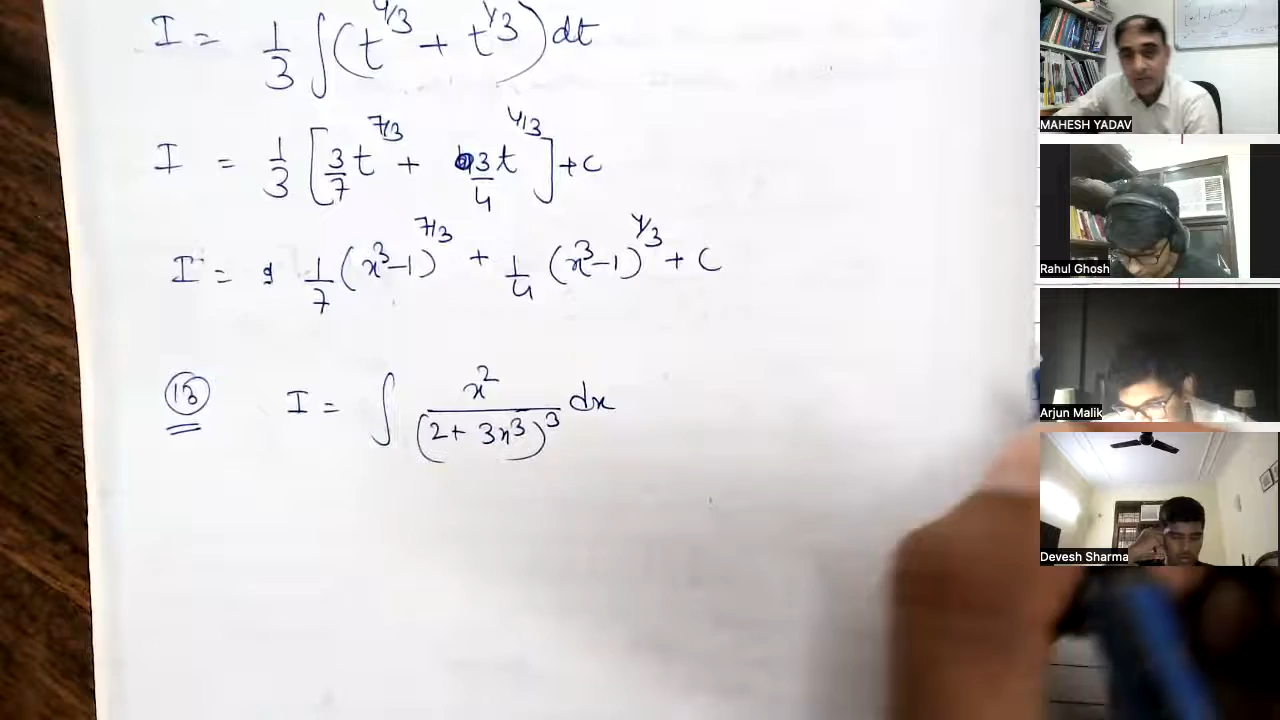 I = 1/3 ∫ (t^4/3 + t^1/3) dt
I = 1/3 [3/7 t^7/3 + 3/4 t^4/3] + C
I = 1/7 (x³-1)^7/3 + 1/4 (x³-1)^4/3 + C
13 I = ∫ x²/(2+3x³)³ dx
MAHESH YADAV
Rahul Ghosh
Arjun Malik
Devesh Sharma